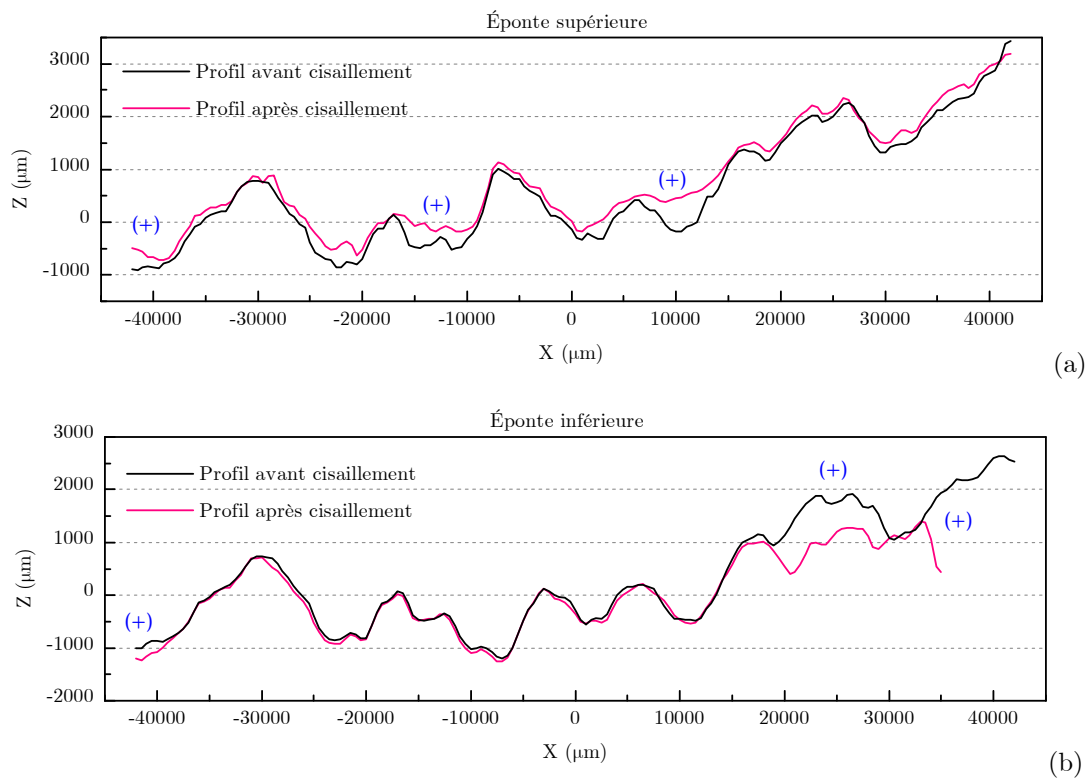 Éponte supérieure
Z (μm)
3000
2000
1000
0
-1000
Profil avant cisaillement
Profil après cisaillement
(+)
(+)
(+)
-40000 -30000 -20000 -10000 0 10000 20000 30000 40000
X (μm)
(a)
Éponte inférieure
Z (μm)
3000
2000
1000
0
-1000
-2000
Profil avant cisaillement
Profil après cisaillement
(+)
(+)
(+)
-40000 -30000 -20000 -10000 0 10000 20000 30000 40000
X (μm)
(b)